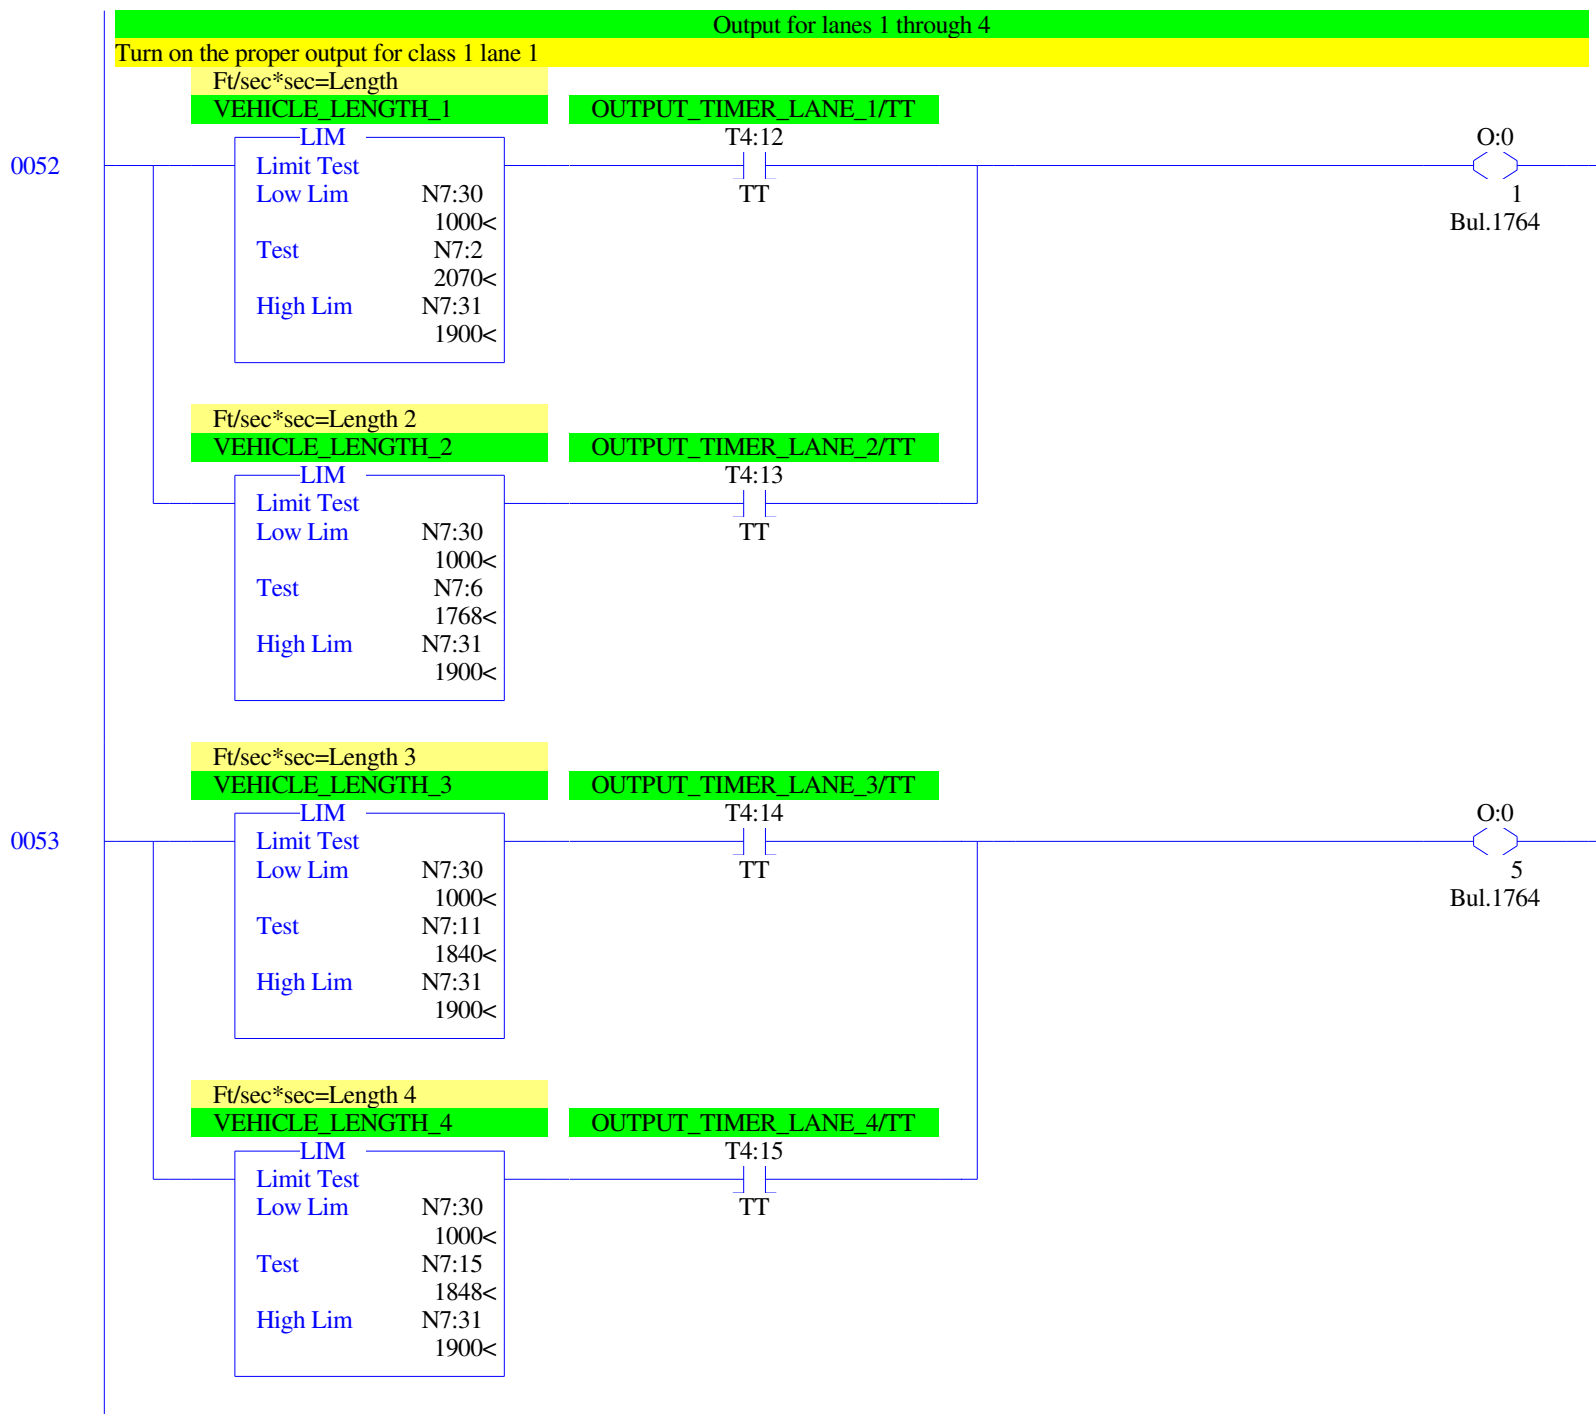 Output for lanes 1 through 4
Turn on the proper output for class 1 lane 1
Ft/sec*sec=Length
VEHICLE_LENGTH_1 OUTPUT_TIMER_LANE_1/TT
LIM T4:12 O:0
0052 Limit Test
Low Lim N7:30 TT 1
1000< Bul.1764
Test N7:2
2070<
High Lim N7:31
1900<
Ft/sec*sec=Length 2
VEHICLE_LENGTH_2 OUTPUT_TIMER_LANE_2/TT
LIM T4:13
Limit Test
Low Lim N7:30 TT
1000<
Test N7:6
1768<
High Lim N7:31
1900<
Ft/sec*sec=Length 3
VEHICLE_LENGTH_3 OUTPUT_TIMER_LANE_3/TT
LIM T4:14 O:0
0053 Limit Test
Low Lim N7:30 TT 5
1000< Bul.1764
Test N7:11
1840<
High Lim N7:31
1900<
Ft/sec*sec=Length 4
VEHICLE_LENGTH_4 OUTPUT_TIMER_LANE_4/TT
LIM T4:15
Limit Test
Low Lim N7:30 TT
1000<
Test N7:15
1848<
High Lim N7:31
1900<